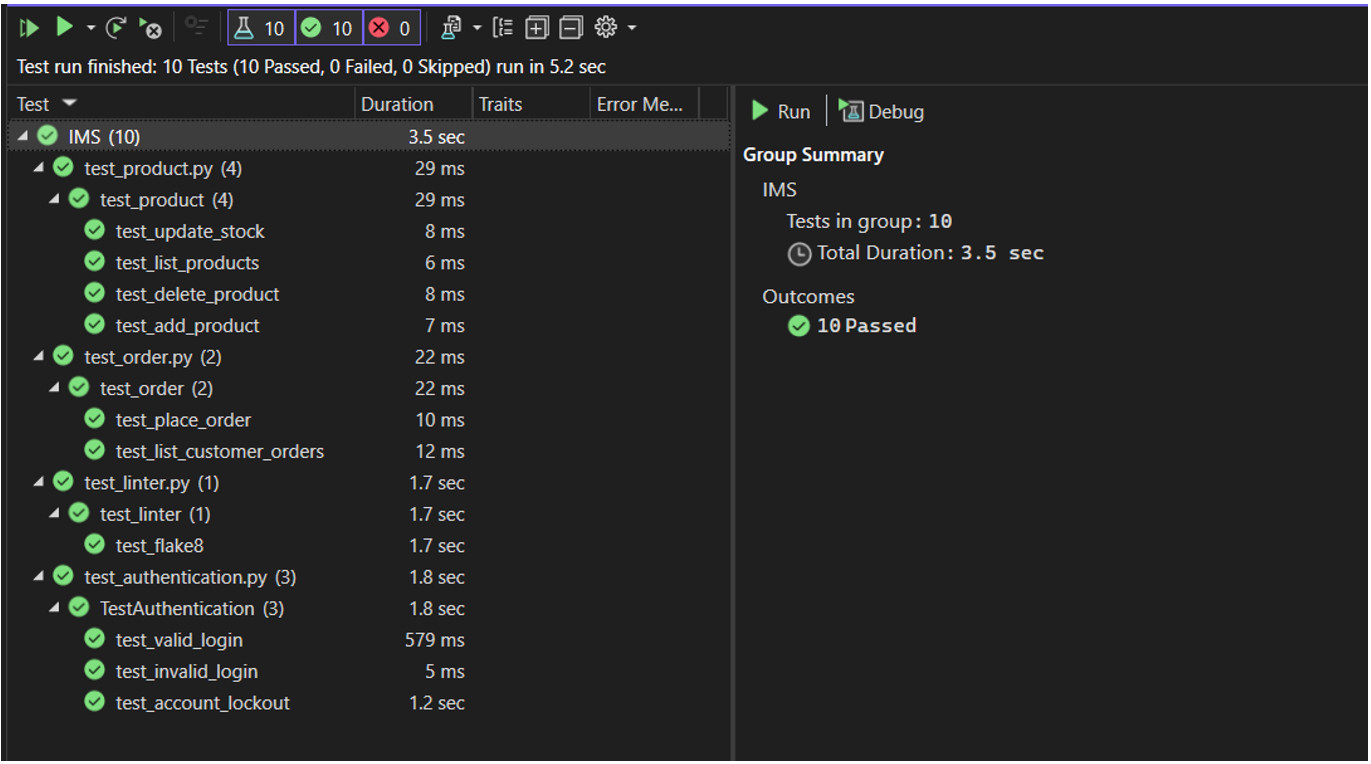 10 10 0
Test run finished: 10 Tests (10 Passed, 0 Failed, 0 Skipped) run in 5.2 sec
Test Duration Traits Error Me...
IMS (10) 3.5 sec
test_product.py (4) 29 ms
test_product (4) 29 ms
test_update_stock 8 ms
test_list_products 6 ms
test_delete_product 8 ms
test_add_product 7 ms
test_order.py (2) 22 ms
test_order (2) 22 ms
test_place_order 10 ms
test_list_customer_orders 12 ms
test_linter.py (1) 1.7 sec
test_linter (1) 1.7 sec
test_flake8 1.7 sec
test_authentication.py (3) 1.8 sec
TestAuthentication (3) 1.8 sec
test_valid_login 579 ms
test_invalid_login 5 ms
test_account_lockout 1.2 sec
Run Debug
Group Summary
IMS
Tests in group: 10
Total Duration: 3.5 sec
Outcomes
10 Passed